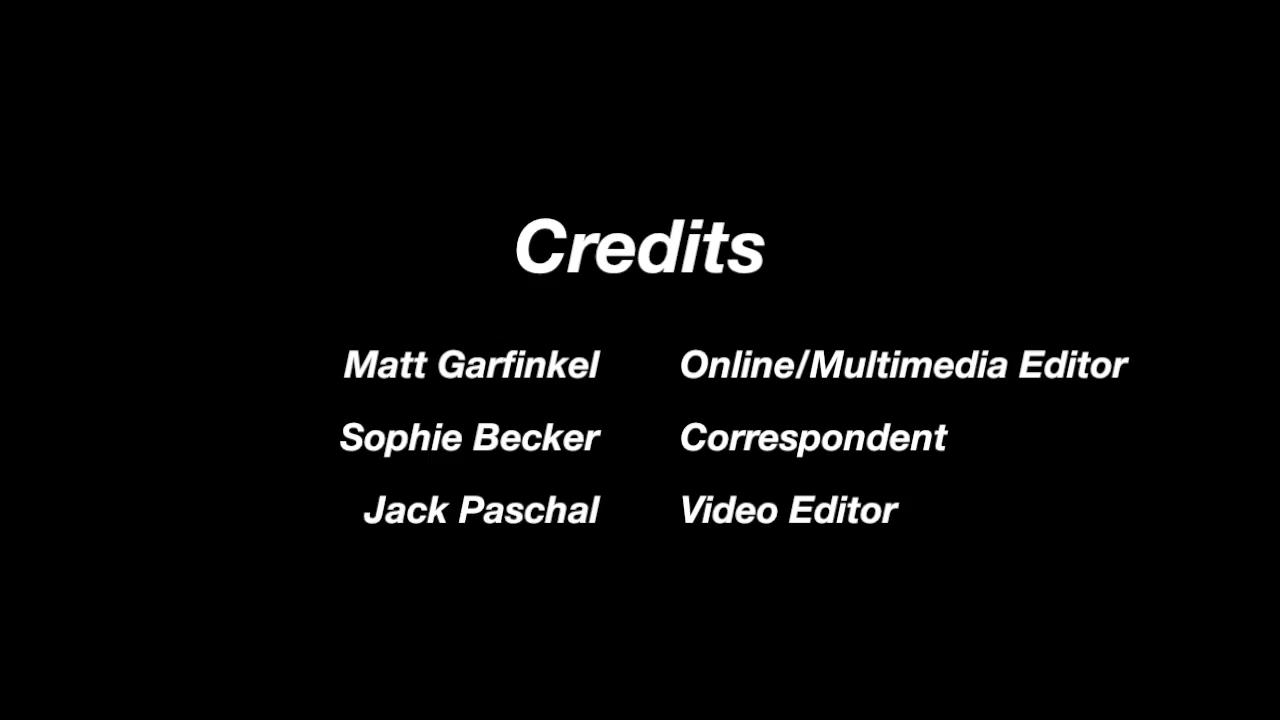 Credits
Matt Garfinkel Online/Multimedia Editor
Sophie Becker Correspondent
Jack Paschal Video Editor